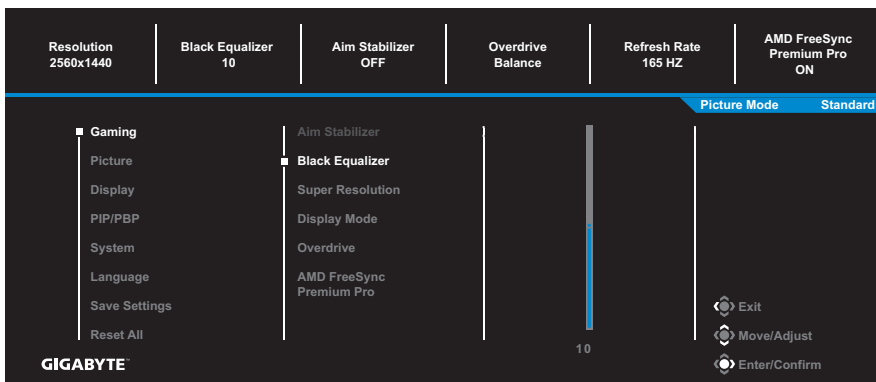 Resolution
2560x1440
Black Equalizer
10
Aim Stabilizer
OFF
Overdrive
Balance
Refresh Rate
165 HZ
AMD FreeSync
Premium Pro
ON
Picture Mode Standard
Gaming
Picture
Display
PIP/PBP
System
Language
Save Settings
Reset All
Aim Stabilizer
Black Equalizer
Super Resolution
Display Mode
Overdrive
AMD FreeSync
Premium Pro
10
Exit
Move/Adjust
Enter/Confirm
GIGABYTE™